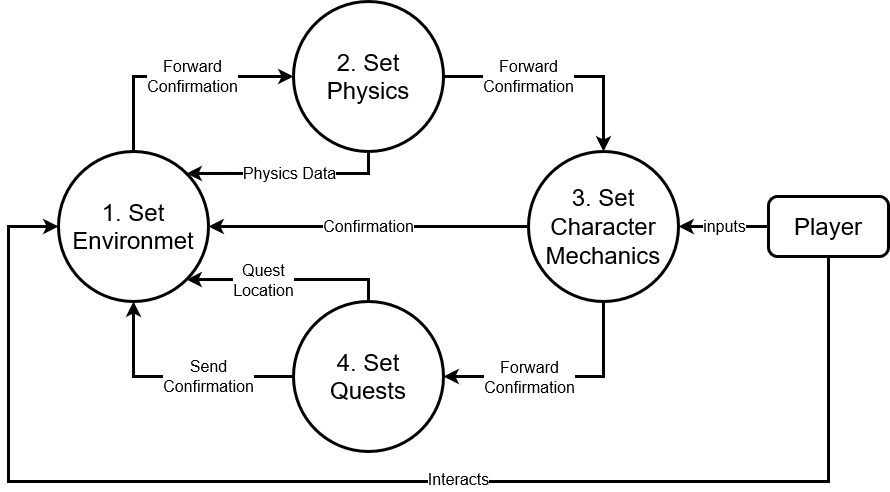 Forward
Confirmation
2. Set
Physics
Forward
Confirmation
Physics Data
1. Set
Environmet
Confirmation
3. Set
Character
Mechanics
inputs
Player
Quest
Location
Send
Confirmation
4. Set
Quests
Forward
Confirmation
Interacts